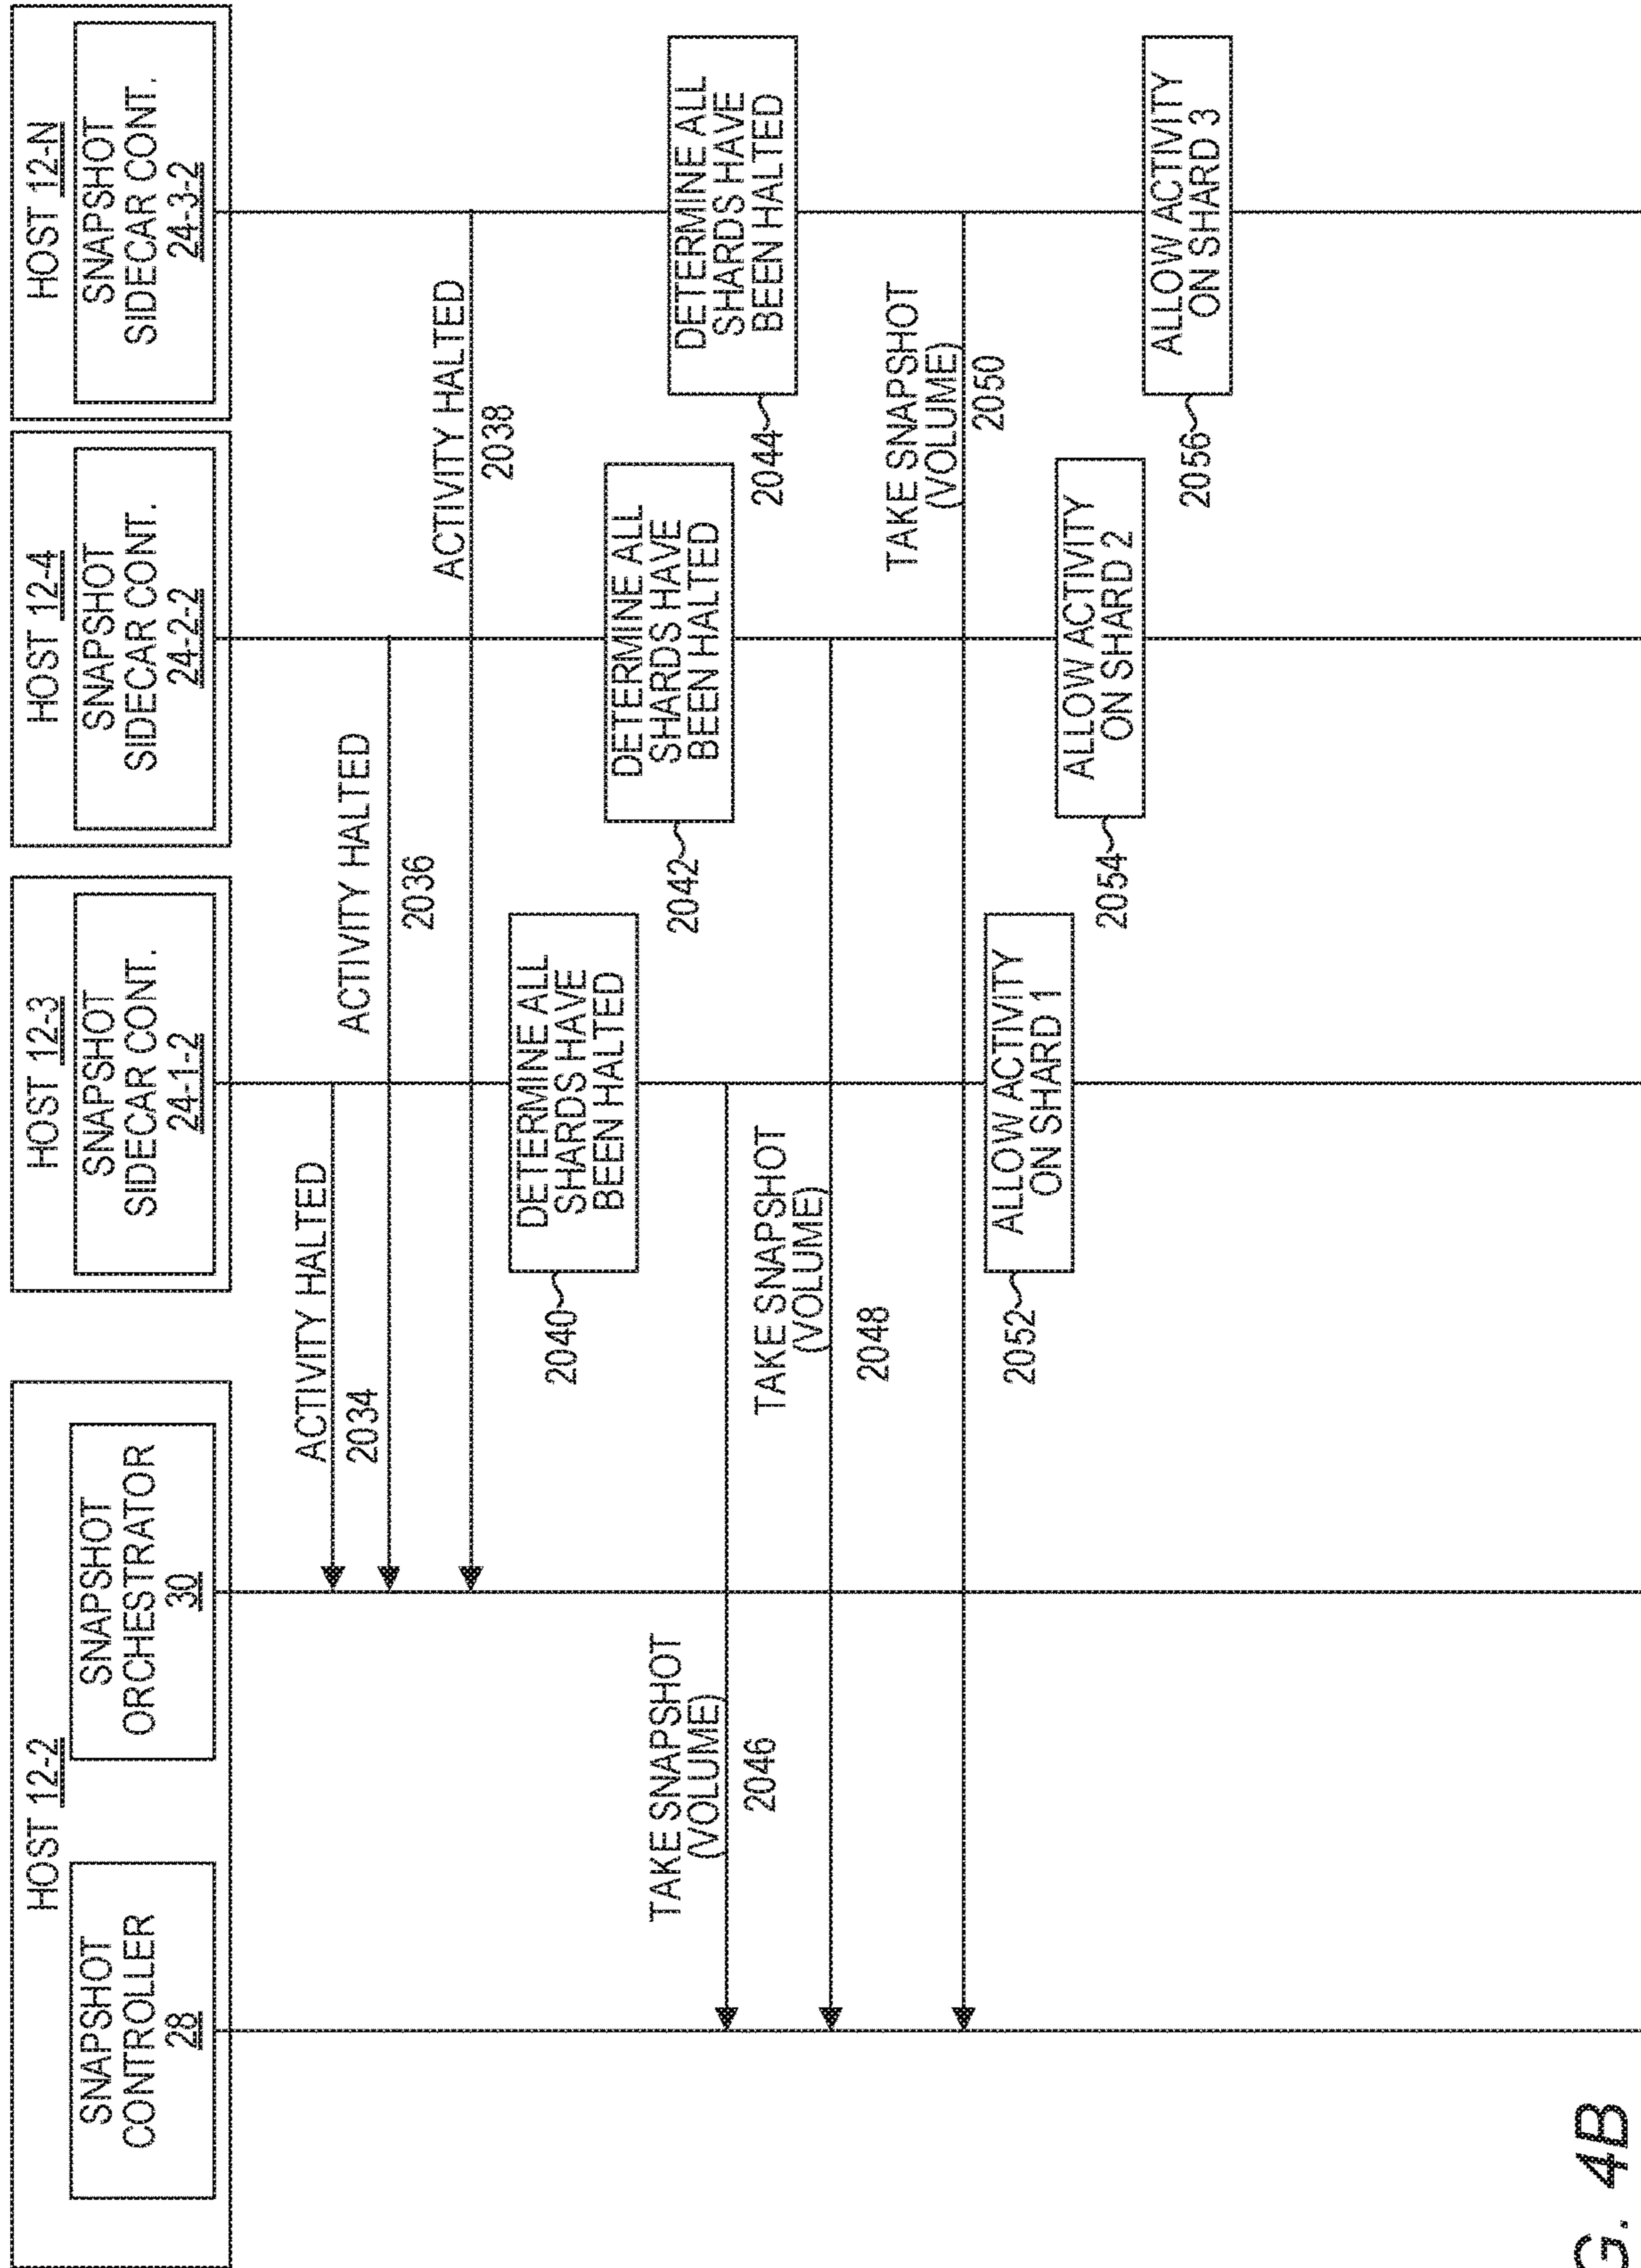 HOST 12-2
SNAPSHOT
CONTROLLER
28
SNAPSHOT
ORCHESTRATOR
30
HOST 12-3
SNAPSHOT
SIDECAR CONT.
24-1-2
HOST 12-4
SNAPSHOT
SIDECAR CONT.
24-2-2
HOST 12-N
SNAPSHOT
SIDECAR CONT.
24-3-2
ACTIVITY HALTED
2034
ACTIVITY HALTED
2036
ACTIVITY HALTED
2038
DETERMINE ALL
SHARDS HAVE
BEEN HALTED
2040
DETERMINE ALL
SHARDS HAVE
BEEN HALTED
2042
DETERMINE ALL
SHARDS HAVE
BEEN HALTED
2044
TAKE SNAPSHOT
(VOLUME)
2046
TAKE SNAPSHOT
(VOLUME)
2048
TAKE SNAPSHOT
(VOLUME)
2050
ALLOW ACTIVITY
ON SHARD 1
2052
ALLOW ACTIVITY
ON SHARD 2
2054
ALLOW ACTIVITY
ON SHARD 3
2056
G. 4B